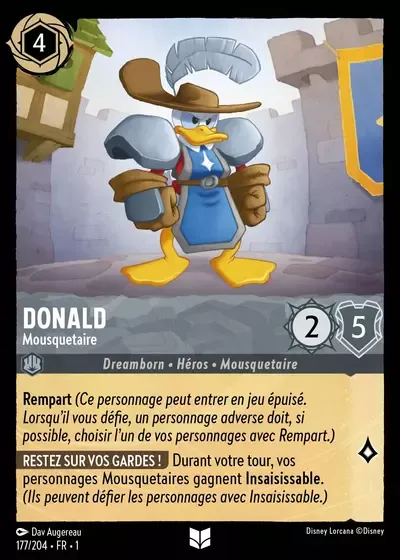 4
DONALD
Mousquetaire
2
5
Dreamborn • Héros • Mousquetaire
Rempart (Ce personnage peut entrer en jeu épuisé.
Lorsqu'il vous défie, un personnage adverse doit, si
possible, choisir l'un de vos personnages avec Rempart.)
RESTEZ SUR VOS GARDES ! Durant votre tour, vos
personnages Mousquetaires gagnent Insaisissable.
(Ils peuvent défier les personnages avec Insaisissable.)
Dav Augereau
177/204 • FR • 1
Disney Lorcana ©Disney